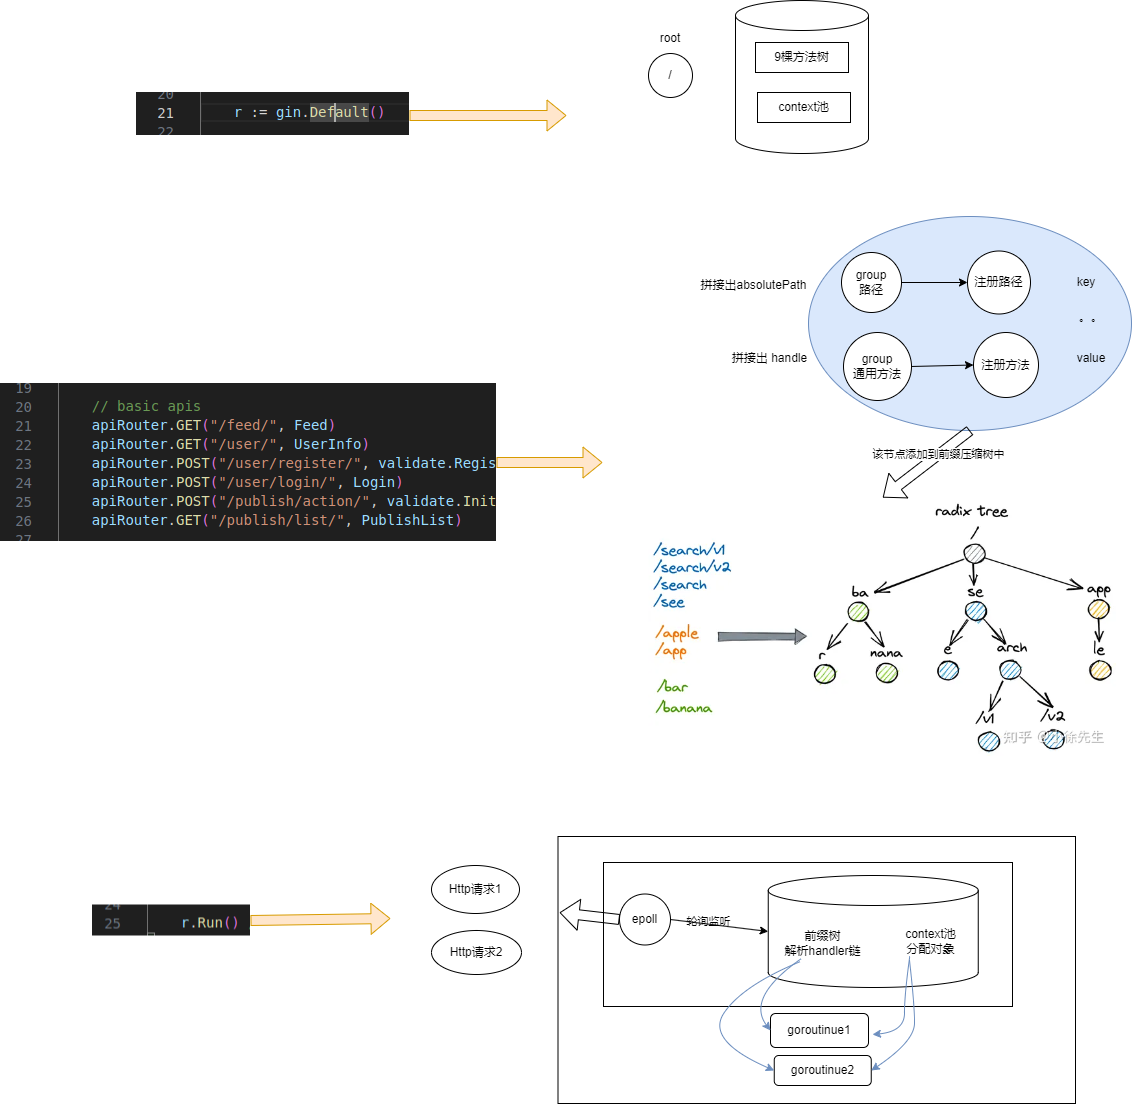 root
/
9棵方法树
context池
20
21 r := gin.Default()
22
拼接出absolutePath
group
路径
注册路径
key
。。
拼接出 handle
group
通用方法
注册方法
value
19
20 // basic apis
21 apiRouter.GET("/feed/", Feed)
22 apiRouter.GET("/user/", UserInfo)
23 apiRouter.POST("/user/register/", validate.Regis
24 apiRouter.POST("/user/login/", Login)
25 apiRouter.POST("/publish/action/", validate.Init
26 apiRouter.GET("/publish/list/", PublishList)
27
该节点添加到前缀压缩树中
radix tree
/
/search/v1
/search/v2
/search
/see
/apple
/app
/bar
/banana
ba
se
app
r
nana
e
arch
le
/v1
/v2
知乎 @小徐先生
24
25 r.Run()
Http请求1
Http请求2
epoll
轮询监听
前缀树
解析handler链
context池
分配对象
goroutinue1
goroutinue2